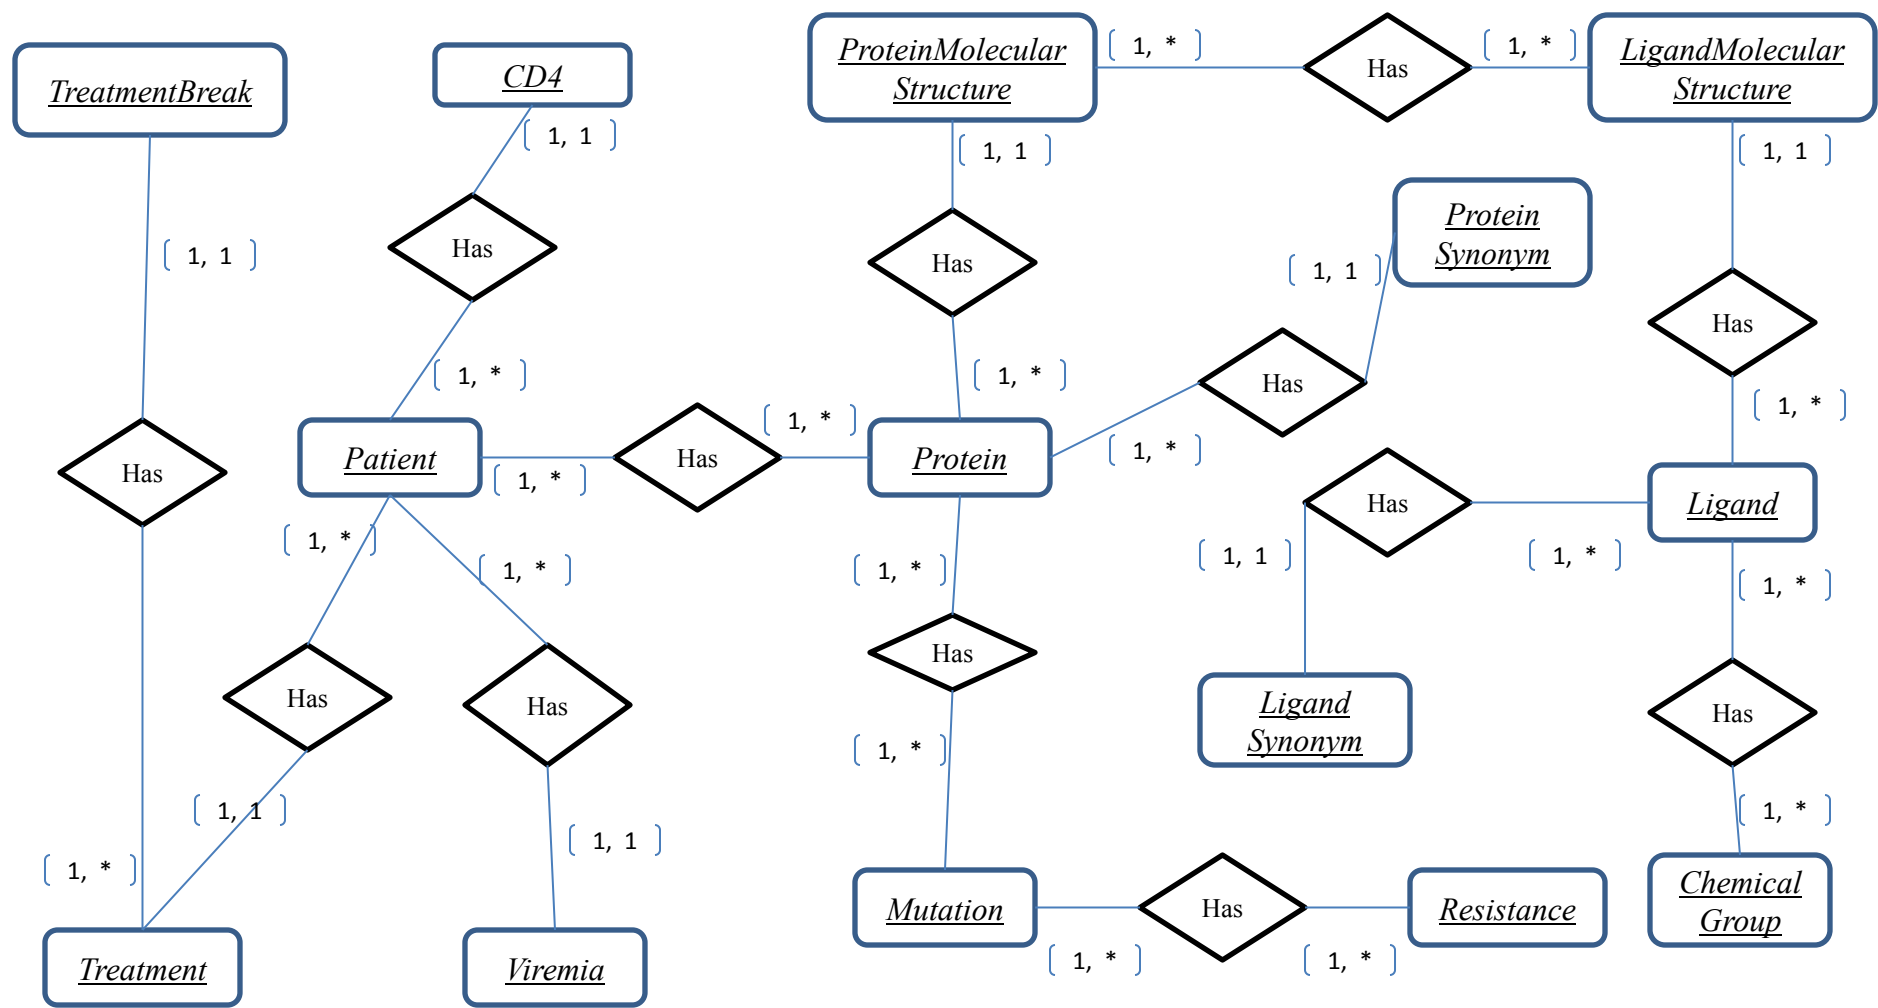 TreatmentBreak
CD4
ProteinMolecular
Structure
1, *
Has
1, *
LigandMolecular
Structure
1, 1
1, 1
1, 1
Has
1, 1
Has
Protein
Synonym
1, 1
Has
1, *
1, *
Has
1, *
Has
1, *
Has
Patient
1, *
Has
1, *
Protein
1, *
Has
1, 1
1, *
Ligand
1, *
1, *
1, *
1, *
Has
Has
Has
Ligand
Synonym
Has
1, *
1, 1
1, 1
1, *
1, *
Treatment
Viremia
Mutation
1, *
Has
1, *
Resistance
Chemical
Group